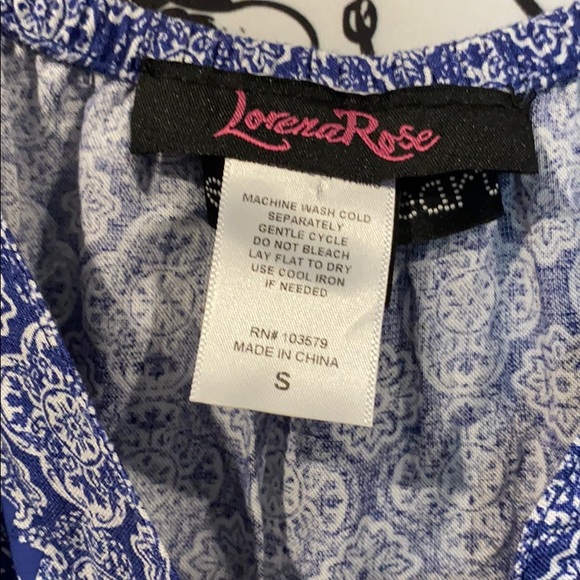 LorenaRose
MACHINE WASH COLD
SEPARATELY
GENTLE CYCLE
DO NOT BLEACH
LAY FLAT TO DRY
USE COOL IRON
IF NEEDED
RN# 103579
MADE IN CHINA
S